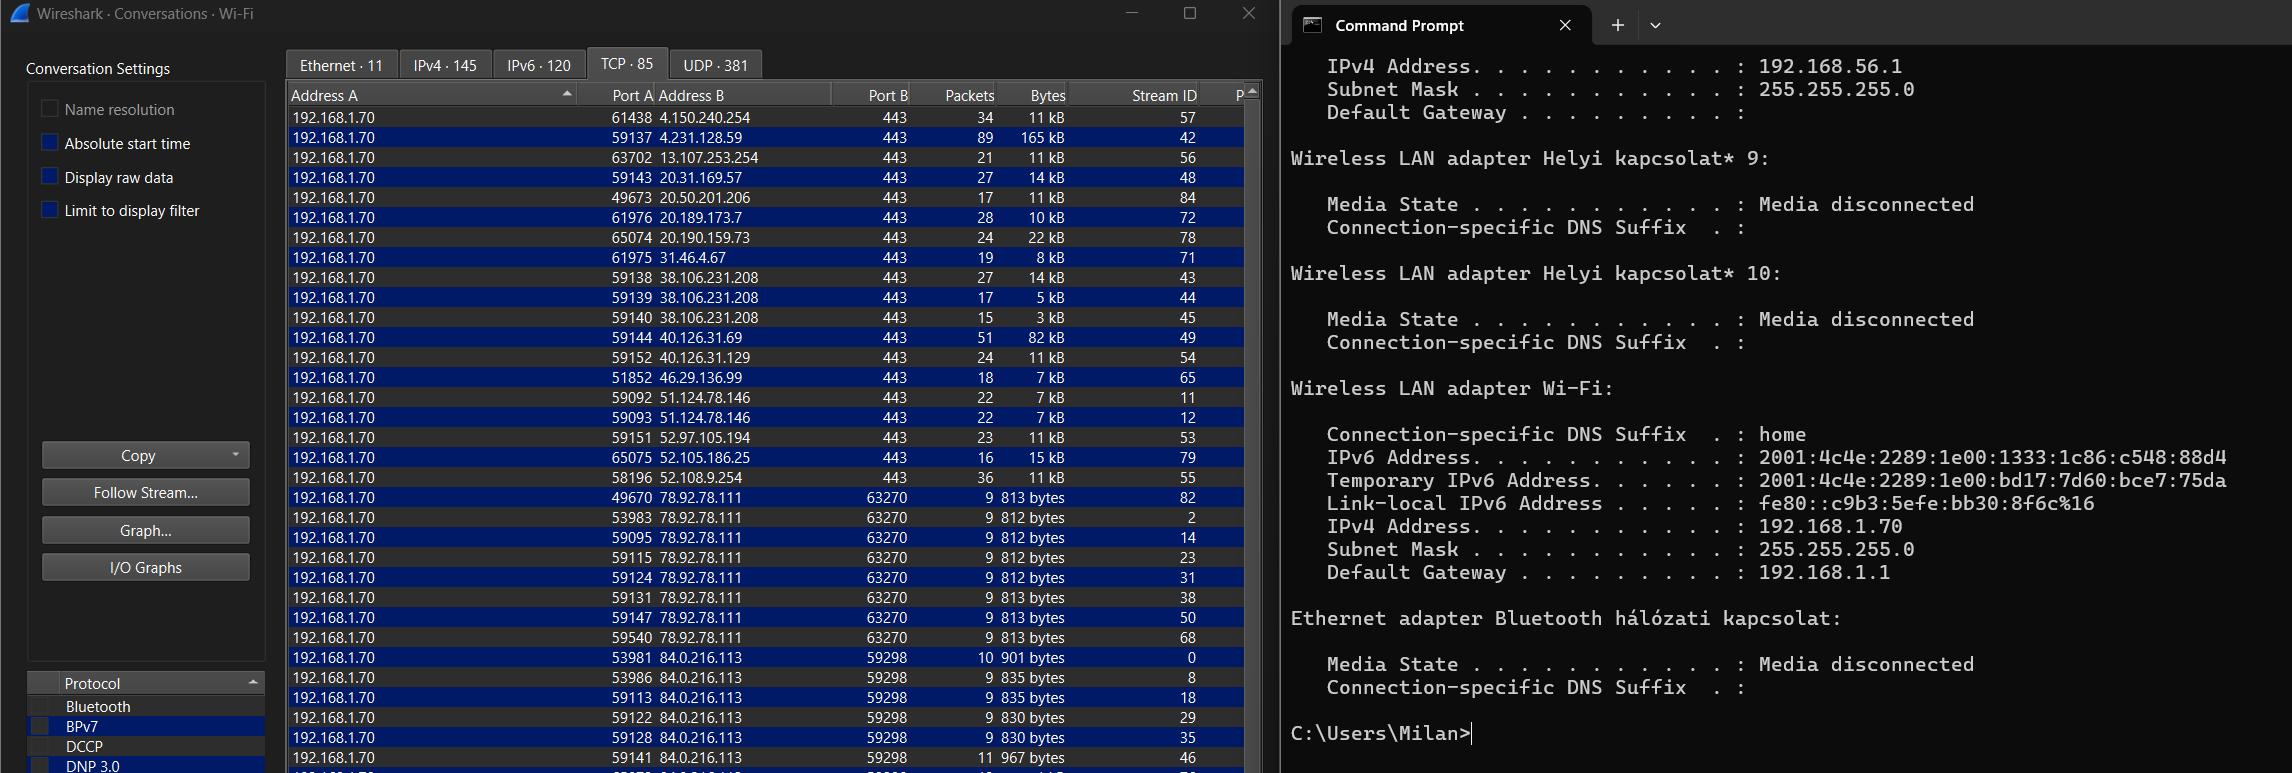 Wireshark · Conversations · Wi-Fi
Conversation Settings
Name resolution
Absolute start time
Display raw data
Limit to display filter
Copy
Follow Stream...
Graph...
I/O Graphs
Protocol
Bluetooth
BPv7
DCCP
DNP 3.0
Ethernet · 11 IPv4 · 145 IPv6 · 120 TCP · 85 UDP · 381
Address A Port A Address B Port B Packets Bytes Stream ID P
192.168.1.70 61438 4.150.240.254 443 34 11 kB 57
192.168.1.70 59137 4.231.128.59 443 89 165 kB 42
192.168.1.70 63702 13.107.253.254 443 21 11 kB 56
192.168.1.70 59143 20.31.169.57 443 27 14 kB 48
192.168.1.70 49673 20.50.201.206 443 17 11 kB 84
192.168.1.70 61976 20.189.173.7 443 28 10 kB 72
192.168.1.70 65074 20.190.159.73 443 24 22 kB 78
192.168.1.70 61975 31.46.4.67 443 19 8 kB 71
192.168.1.70 59138 38.106.231.208 443 27 14 kB 43
192.168.1.70 59139 38.106.231.208 443 17 5 kB 44
192.168.1.70 59140 38.106.231.208 443 15 3 kB 45
192.168.1.70 59144 40.126.31.69 443 51 82 kB 49
192.168.1.70 59152 40.126.31.129 443 24 11 kB 54
192.168.1.70 51852 46.29.136.99 443 18 7 kB 65
192.168.1.70 59092 51.124.78.146 443 22 7 kB 11
192.168.1.70 59093 51.124.78.146 443 22 7 kB 12
192.168.1.70 59151 52.97.105.194 443 23 11 kB 53
192.168.1.70 65075 52.105.186.25 443 16 15 kB 79
192.168.1.70 58196 52.108.9.254 443 36 11 kB 55
192.168.1.70 49670 78.92.78.111 63270 9 813 bytes 82
192.168.1.70 53983 78.92.78.111 63270 9 812 bytes 2
192.168.1.70 59095 78.92.78.111 63270 9 812 bytes 14
192.168.1.70 59115 78.92.78.111 63270 9 812 bytes 23
192.168.1.70 59124 78.92.78.111 63270 9 812 bytes 31
192.168.1.70 59131 78.92.78.111 63270 9 813 bytes 38
192.168.1.70 59147 78.92.78.111 63270 9 813 bytes 50
192.168.1.70 59540 78.92.78.111 63270 9 813 bytes 68
192.168.1.70 53981 84.0.216.113 59298 10 901 bytes 0
192.168.1.70 53986 84.0.216.113 59298 9 835 bytes 8
192.168.1.70 59113 84.0.216.113 59298 9 835 bytes 18
192.168.1.70 59122 84.0.216.113 59298 9 830 bytes 29
192.168.1.70 59128 84.0.216.113 59298 9 830 bytes 35
192.168.1.70 59141 84.0.216.113 59298 11 967 bytes 46
Command Prompt
IPv4 Address. . . . . . . . . . . : 192.168.56.1
Subnet Mask . . . . . . . . . . . : 255.255.255.0
Default Gateway . . . . . . . . . :
Wireless LAN adapter Helyi kapcsolat* 9:
Media State . . . . . . . . . . . : Media disconnected
Connection-specific DNS Suffix  . :
Wireless LAN adapter Helyi kapcsolat* 10:
Media State . . . . . . . . . . . : Media disconnected
Connection-specific DNS Suffix  . :
Wireless LAN adapter Wi-Fi:
Connection-specific DNS Suffix  . : home
IPv6 Address. . . . . . . . . . . : 2001:4c4e:2289:1e00:1333:1c86:c548:88d4
Temporary IPv6 Address. . . . . . : 2001:4c4e:2289:1e00:bd17:7d60:bce7:75da
Link-local IPv6 Address . . . . . : fe80::c9b3:5efe:bb30:8f6c%16
IPv4 Address. . . . . . . . . . . : 192.168.1.70
Subnet Mask . . . . . . . . . . . : 255.255.255.0
Default Gateway . . . . . . . . . : 192.168.1.1
Ethernet adapter Bluetooth hálózati kapcsolat:
Media State . . . . . . . . . . . : Media disconnected
Connection-specific DNS Suffix  . :
C:\Users\Milan>